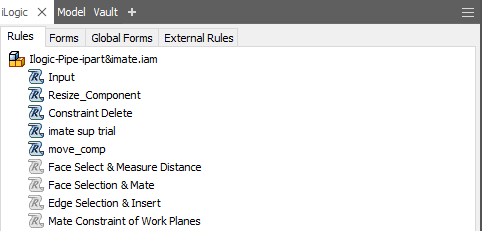 iLogic Model Vault +
Rules Forms Global Forms External Rules
Ilogic-Pipe-ipart&imate.iam
Input
Resize_Component
Constraint Delete
imate sup trial
move_comp
Face Select & Measure Distance
Face Selection & Mate
Edge Selection & Insert
Mate Constraint of Work Planes